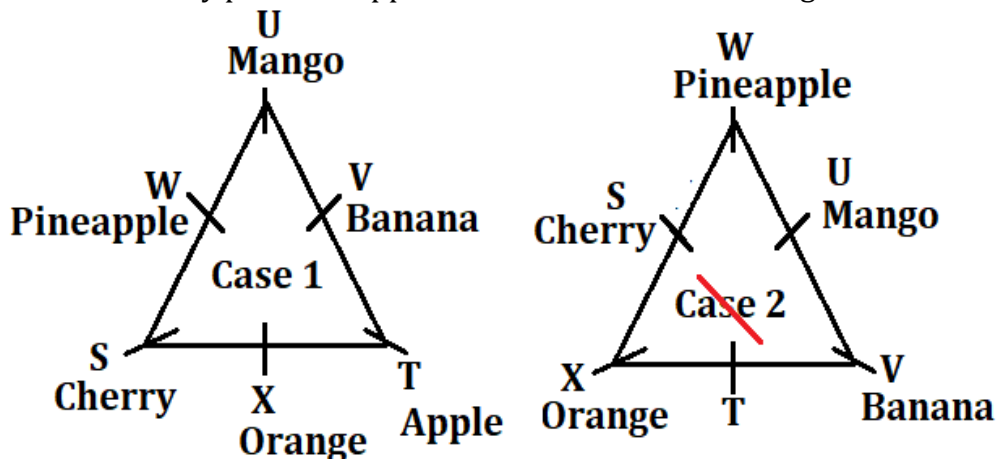 U
Mango
W
Pineapple
V
Banana
Case 1
S
Cherry
X
Orange
T
Apple
W
Pineapple
S
Cherry
U
Mango
Case 2
X
Orange
T
V
Banana